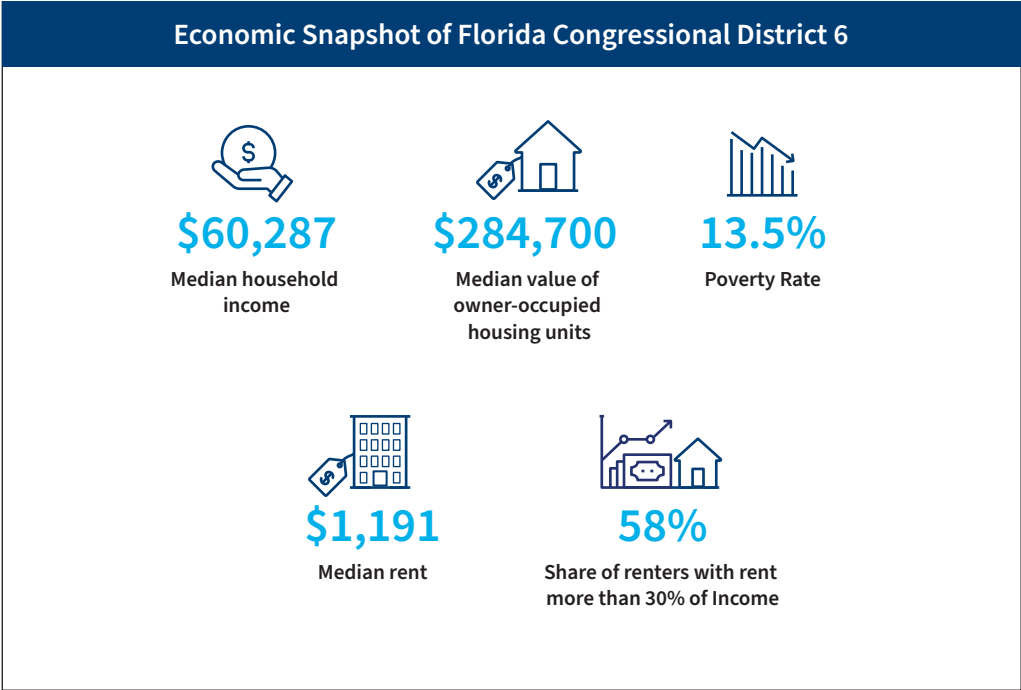 Economic Snapshot of Florida Congressional District 6
$
$
$60,287
$284,700
13.5%
Median household
income
Median value of
owner-occupied
housing units
Poverty Rate
$
$1,191
58%
Median rent
Share of renters with rent
more than 30% of Income